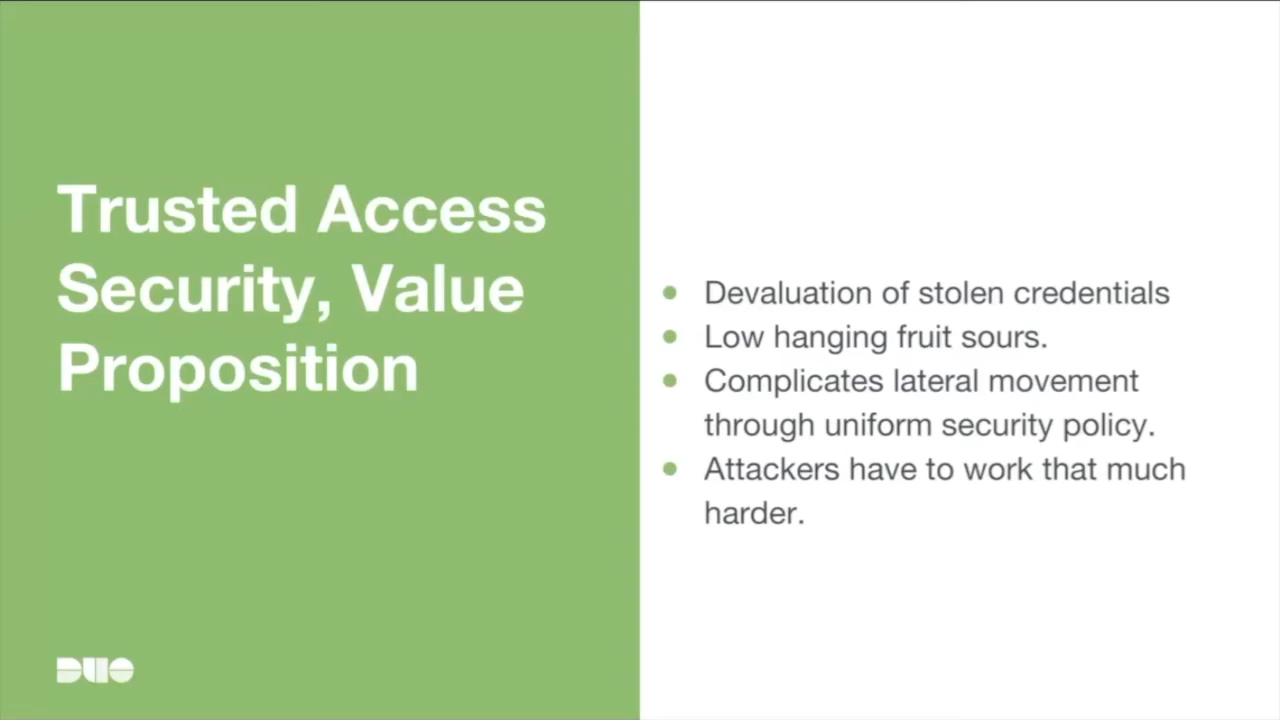 Trusted Access
Security, Value
Proposition
Devaluation of stolen credentials
Low hanging fruit sours.
Complicates lateral movement
through uniform security policy.
Attackers have to work that much
harder.
DUO